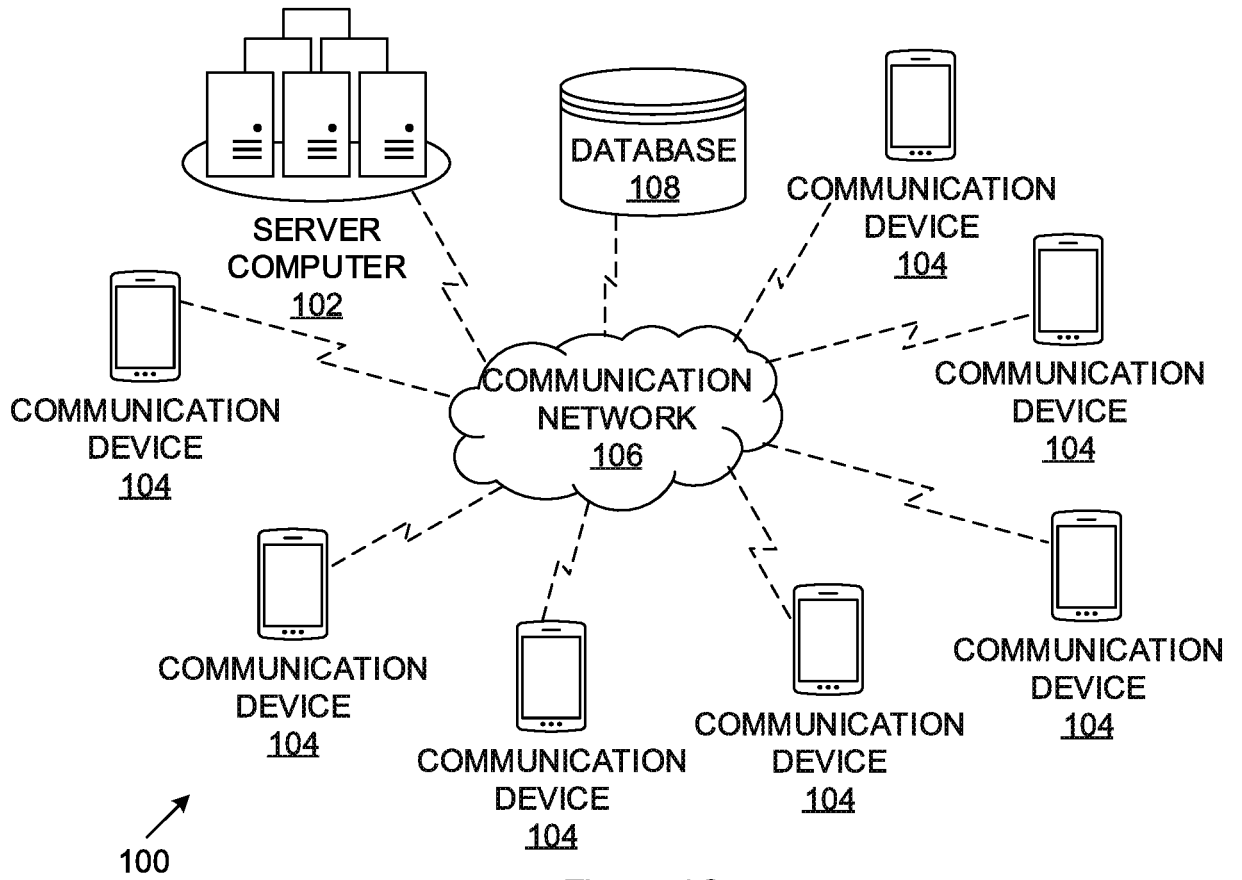 DATABASE
108
COMMUNICATION
DEVICE
104
SERVER
COMPUTER
102
COMMUNICATION
DEVICE
104
COMMUNICATION
NETWORK
106
COMMUNICATION
DEVICE
104
COMMUNICATION
DEVICE
104
COMMUNICATION
DEVICE
104
COMMUNICATION
DEVICE
104
COMMUNICATION
DEVICE
104
COMMUNICATION
DEVICE
104
100